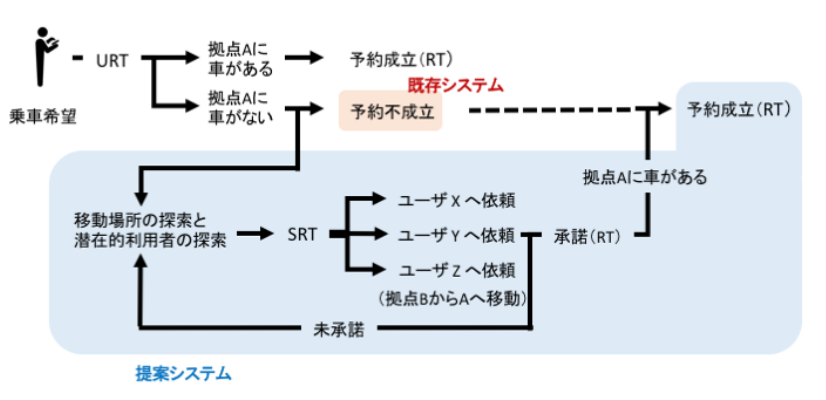 乗車希望
URT
拠点Aに
車がある
予約成立(RT)
拠点Aに
車がない
既存システム
予約不成立
予約成立(RT)
拠点Aに車がある
移動場所の探索と
潜在的利用者の探索
SRT
ユーザXへ依頼
ユーザYへ依頼
承諾(RT)
ユーザZへ依頼
(拠点BからAへ移動)
未承諾
提案システム